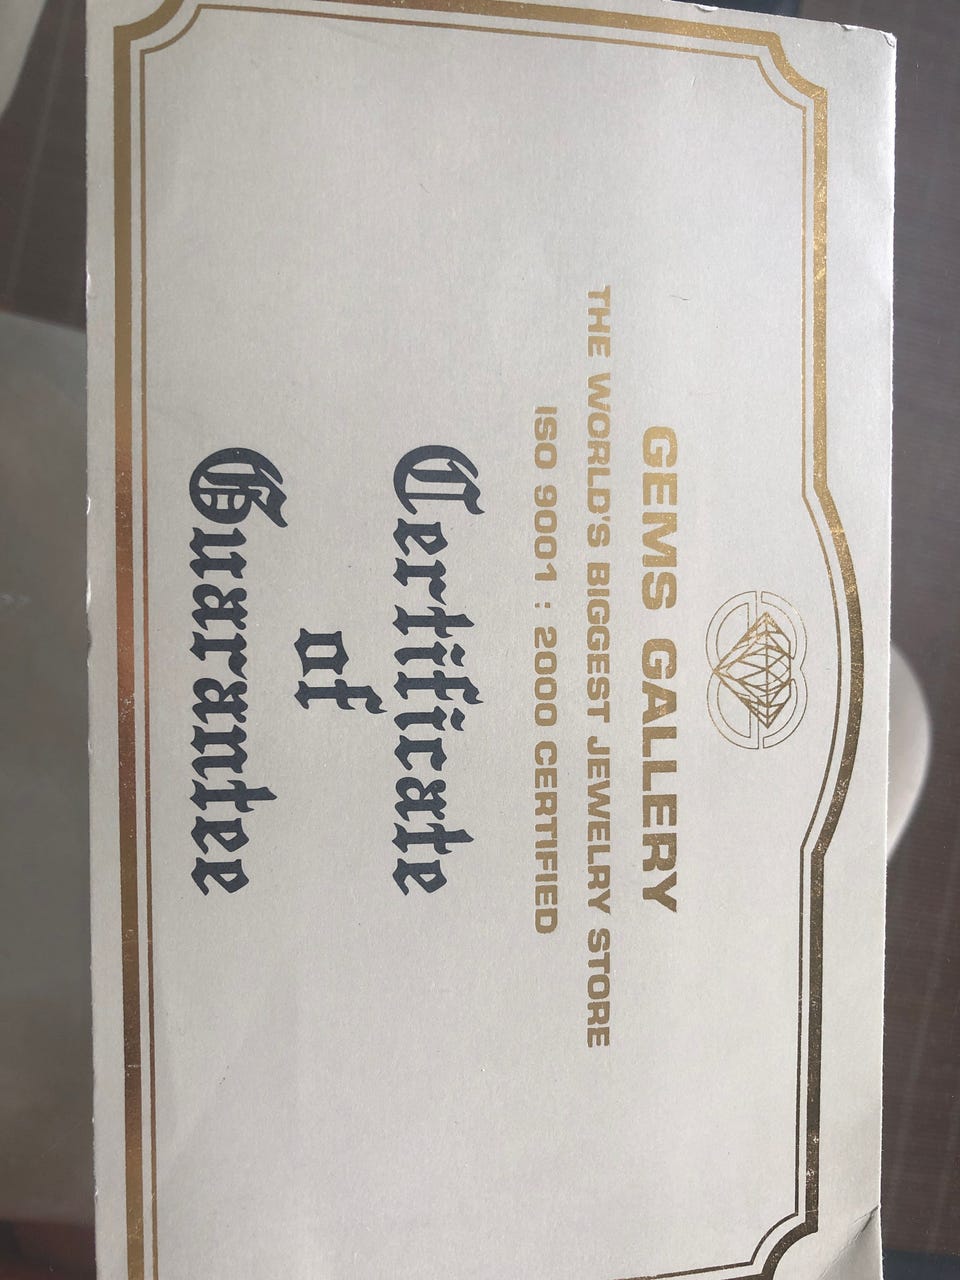 GEMS GALLERY
THE WORLD'S BIGGEST JEWELRY STORE
ISO 9001 : 2000 CERTIFIED
Certificate
of
Guarantee